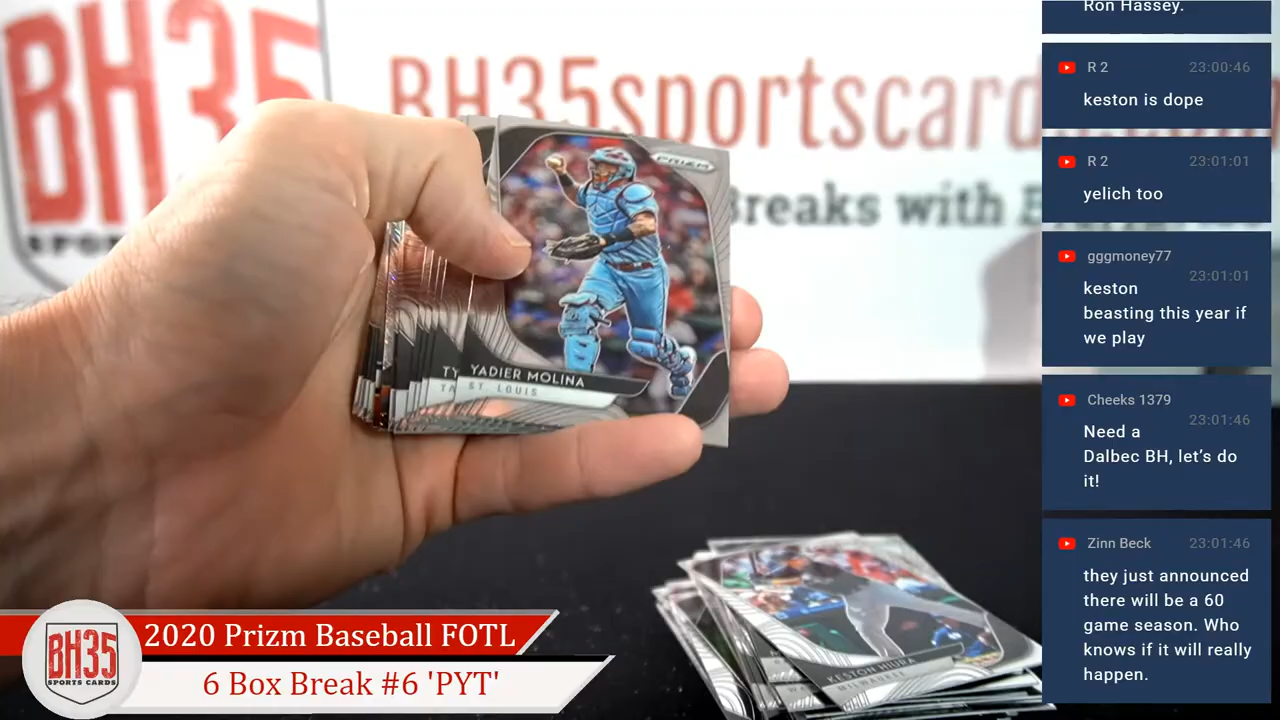 BH35
SPORTS
BH35sportscard
Breaks with
PRIZM
TY
YADIER MOLINA
TA
ST. LOUIS
KESTON HIURA
MILWAUKEE
BH35
SPORTS CARDS
2020 Prizm Baseball FOTL
6 Box Break #6 'PYT'
Ron Hassey.
R 2 23:00:46
keston is dope
R 2 23:01:01
yelich too
gggmoney77
23:01:01
keston
beasting this year if
we play
Cheeks 1379
23:01:46
Need a
Dalbec BH, let’s do
it!
Zinn Beck 23:01:46
they just announced
there will be a 60
game season. Who
knows if it will really
happen.